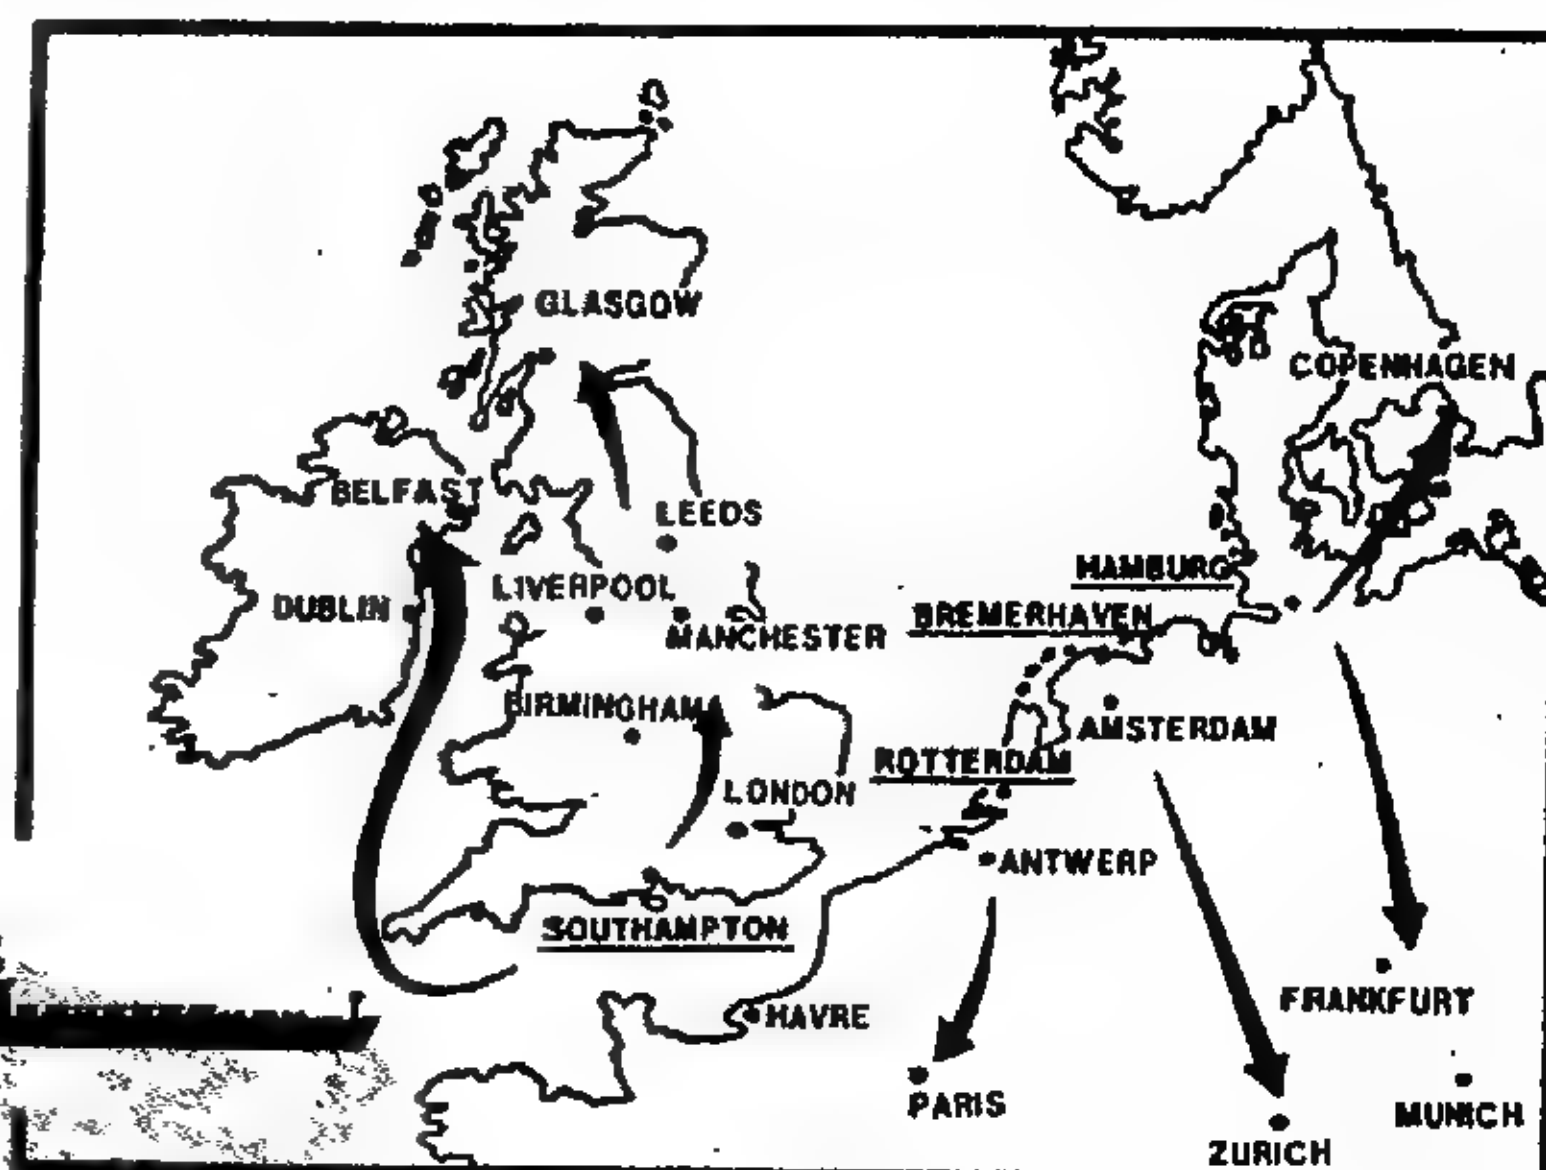 GLASGOW
COPENHAGEN
BELFAST
LEEDS
HAMBURG
LIVERPOOL
DUBLIN
BREMERHAVEN
MANCHESTER
BIRMINGHAM
AMSTERDAM
ROTTERDAM
LONDON
ANTWERP
SOUTHAMPTON
FRANKFURT
HAVRE
PARIS
MUNICH
ZURICH